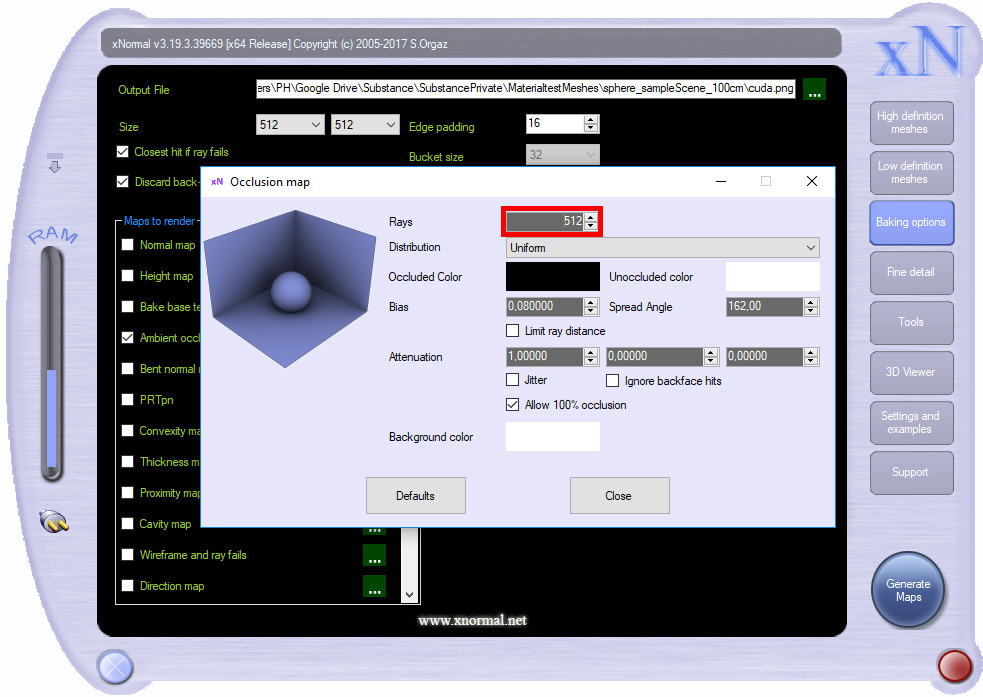 xNormal v3.19.3.39669 [x64 Release] Copyright (c) 2005-2017 S.Orgaz
xN
Output File
ers\PH\Google Drive\Substance\SubstancePrivate\MaterialtestMeshes\sphere_sampleScene_100cm\cuda.png
...
Size
512
512
Edge padding
16
Closest hit if ray fails
Bucket size
32
Discard back-
xN Occlusion map
Rays
512
Distribution
Uniform
Occluded Color
Unoccluded color
Bias
0,080000
Spread Angle
162,00
Limit ray distance
Attenuation
1,00000
0,00000
0,00000
Jitter
Ignore backface hits
Allow 100% occlusion
Background color
Defaults
Close
Maps to render
Normal map
Height map
Bake base te
Ambient occl
Bent normal
PRTpn
Convexity ma
Thickness m
Proximity map
Cavity map
...
Wireframe and ray fails
...
Direction map
...
www.xnormal.net
RAM
High definition
meshes
Low definition
meshes
Baking options
Fine detail
Tools
3D Viewer
Settings and
examples
Support
Generate
Maps